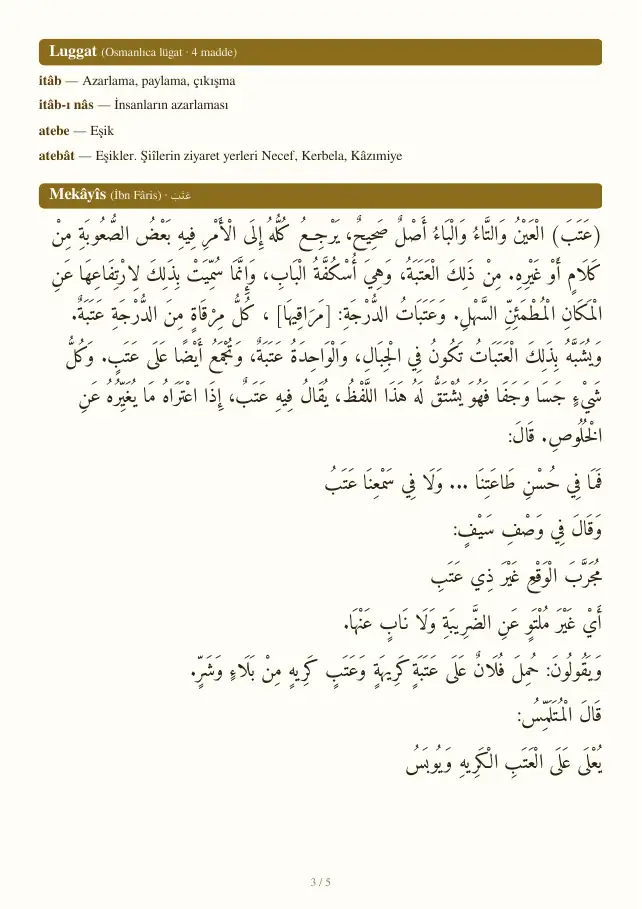 Luggat (Osmanlıca lügat · 4 madde)
itâb — Azarlama, paylama, çıkışma
itâb-ı nâs — İnsanların azarlaması
atebe — Eşik
atebât — Eşikler. Şiîlerin ziyaret yerleri Necef, Kerbela, Kâzımiye
Mekâyîs (İbn Fâris) · عَتَبَ
(عَتَبَ) الْعَيْنُ وَالتَّاءُ وَالْبَاءُ أَصْلٌ صَحِيحٌ، يَرْجِعُ كُلُّهُ إِلَى الْأَمْرِ فِيهِ بَعْضُ الصُّعُوبَةِ مِنْ
كَلَامٍ أَوْ غَيْرِهِ. مِنْ ذَلِكَ الْعَتَبَةُ، وَهِيَ أُسْكُفَّةُ الْبَابِ، وَإِنَّمَا سُمِّيَتْ بِذَلِكَ لِارْتِفَاعِهَا عَنِ
الْمَكَانِ الْمُطْمَئِنِّ السَّهْلِ. وَعَتَبَاتُ الدُّرْجَةِ: [مَرَاقِيهَا] ، كُلُّ مِرْقَاةٍ مِنَ الدُّرْجَةِ عَتَبَةٌ.
وَيُشَبَّهُ بِذَلِكَ الْعَتَبَاتُ تَكُونُ فِي الْجِبَالِ، وَالْوَاحِدَةُ عَتَبَةٌ، وَتُجْمَعُ أَيْضًا عَلَى عَتَبٍ. وَكُلُّ
شَيْءٍ جَسَا وَجَفَا فَهُوَ يُشْتَقُّ لَهُ هَذَا اللَّفْظُ، يُقَالُ فِيهِ عَتَبٌ، إِذَا اعْتَرَاهُ مَا يُغَيِّرُهُ عَنِ
الْخُلُوصِ. قَالَ:
فَمَا فِي حُسْنِ طَاعَتِنَا ... وَلَا فِي سَمْعِنَا عَتَبُ
وَقَالَ فِي وَصْفِ سَيْفٍ:
مُجَرَّبَ الْوَقْعِ غَيْرَ ذِي عَتَبِ
أَيْ غَيْرَ مُلْتَوٍ عَنِ الضَّرِيبَةِ وَلَا نَابٍ عَنْهَا.
وَيَقُولُونَ: حُمِلَ فُلَانٌ عَلَى عَتَبَةٍ كَرِيهَةٍ وَعَتَبٍ كَرِيهٍ مِنْ بَلَاءٍ وَشَرٍّ.
قَالَ الْمُتَلَمِّسُ:
يُعْلَى عَلَى الْعَتَبِ الْكَرِيهِ وَيُوبَسُ
3 / 5